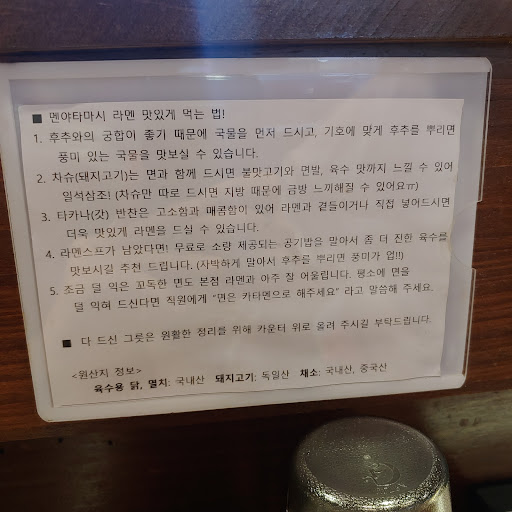 ■ 멘야타마시 라멘 맛있게 먹는 법!
1. 후추와의 궁합이 좋기 때문에 국물을 먼저 드시고, 기호에 맞게 후추를 뿌리면
풍미 있는 국물을 맛보실 수 있습니다.
2. 차슈(돼지고기)는 면과 함께 드시면 불맛고기와 면발, 육수 맛까지 느낄 수 있어
일석삼조! (차슈만 따로 드시면 지방 때문에 금방 느끼해질 수 있어요ㅠ)
3. 타카나(갓) 반찬은 고소함과 매콤함이 있어 라멘과 곁들이거나 직접 넣어드시면
더욱 맛있게 라멘을 드실 수 있습니다.
4. 라멘스프가 남았다면! 무료로 소량 제공되는 공기밥을 말아서 좀 더 진한 육수를
맛보시길 추천 드립니다. (자박하게 말아서 후추를 뿌리면 풍미가 업!!)
5. 조금 덜 익은 꼬독한 면도 본점 라멘과 아주 잘 어울립니다. 평소에 면을
덜 익혀 드신다면 직원에게 "면은 카타멘으로 해주세요" 라고 말씀해 주세요.
■ 다 드신 그릇은 원활한 정리를 위해 카운터 위로 올려 주시길 부탁드립니다.
<원산지 정보>
육수용 닭, 멸치: 국내산 돼지고기: 독일산 채소: 국내산, 중국산